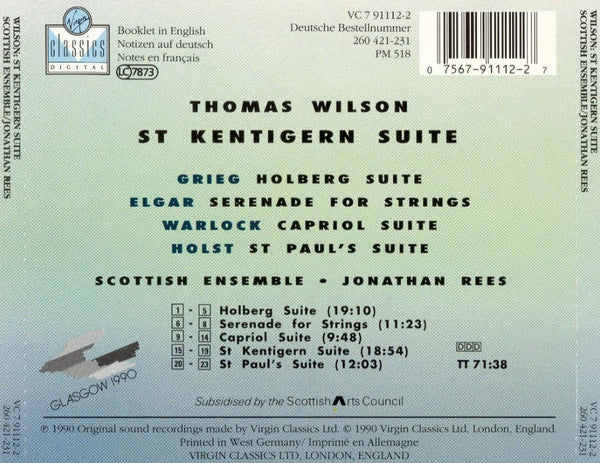 WILSON: ST KENTIGERN SUITE
SCOTTISH ENSEMBLE/JONATHAN REES
VC 7 91112-2
260 421-231
Virgin
classics
DIGITAL
Booklet in English
Notizen auf deutsch
Notes en français
LC 7873
VC 7 91112-2
Deutsche Bestellnummer
260 421-231
PM 518
0 7567-91112-2 7
THOMAS WILSON
ST KENTIGERN SUITE
GRIEG HOLBERG SUITE
ELGAR SERENADE FOR STRINGS
WARLOCK CAPRIOL SUITE
HOLST ST PAUL'S SUITE
SCOTTISH ENSEMBLE • JONATHAN REES
1 - 5 Holberg Suite (19:10)
6 - 8 Serenade for Strings (11:23)
9 - 14 Capriol Suite (9:48)
15 - 19 St Kentigern Suite (18:54)
20 - 23 St Paul's Suite (12:03)
DDD
TT 71:38
GLASGOW 1990
Subsidised by the Scottish Arts Council
℗ 1990 Original sound recordings made by Virgin Classics Ltd. © 1990 Virgin Classics Ltd, London, England.
Printed in West Germany/ Imprimé en Allemagne
VIRGIN CLASSICS LTD, LONDON, ENGLAND
WILSON: ST KENTIGERN SUITE
SCOTTISH ENSEMBLE/JONATHAN REES
VC 7 91112-2
260 421-231